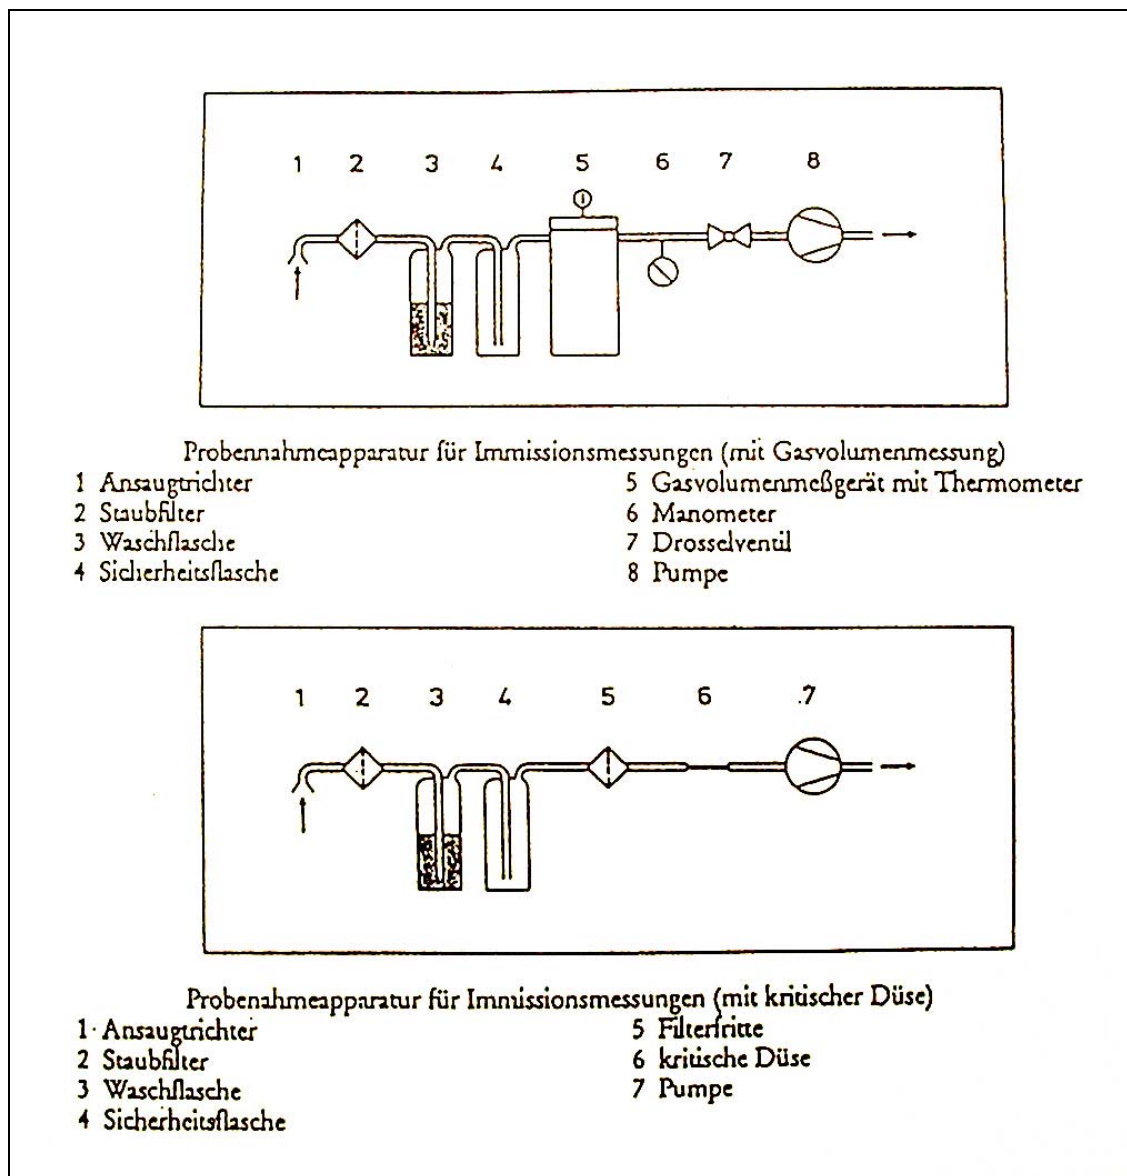 1 2 3 4 5 6 7 8
Probennahmeapparatur für Immissionsmessungen (mit Gasvolumenmessung)
1 Ansaugtrichter
2 Staubfilter
3 Waschflasche
4 Sicherheitsflasche
5 Gasvolumenmeßgerät mit Thermometer
6 Manometer
7 Drosselventil
8 Pumpe
1 2 3 4 5 6 7
Probenahmeapparatur für Immissionsmessungen (mit kritischer Düse)
1 Ansaugtrichter
2 Staubfilter
3 Waschflasche
4 Sicherheitsflasche
5 Filterfritte
6 kritische Düse
7 Pumpe